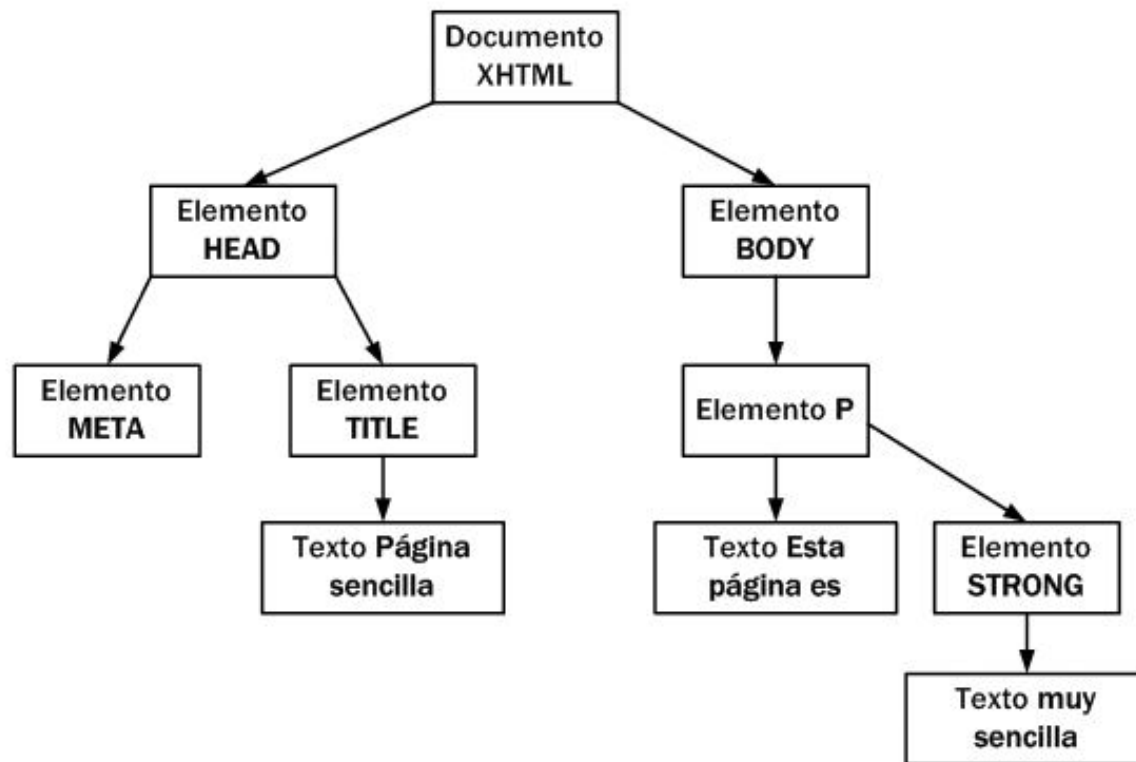 Documento
XHTML
Elemento
HEAD
Elemento
BODY
Elemento
META
Elemento
TITLE
Elemento P
Texto Página
sencilla
Texto Esta
página es
Elemento
STRONG
Texto muy
sencilla